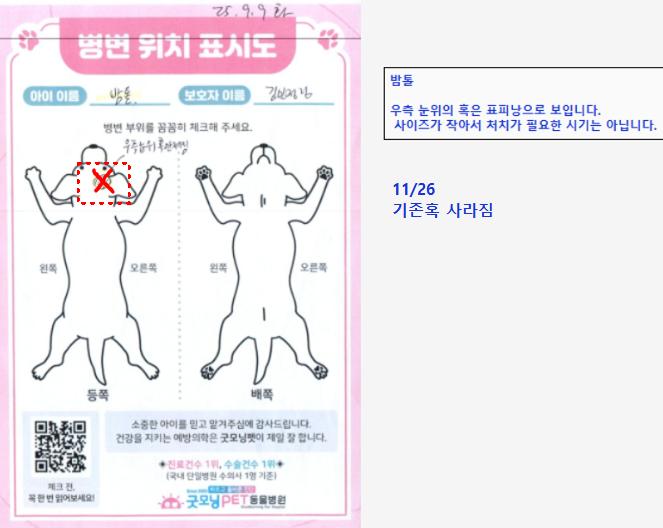 25. 9. 9 화
병변 위치 표시도
아이 이름 밤톨 보호자 이름
병변 부위를 꼼꼼히 체크해 주세요.
우측눈위 혹
왼쪽 오른쪽 왼쪽 오른쪽
등쪽 배쪽
소중한 아이를 믿고 맡겨주심에 감사드립니다.
건강을 지키는 예방의학은 굿모닝펫이 제일 잘 합니다.
체크 전,
꼭 한 번 읽어보세요!
진료건수 1위, 수술건수 1위
(국내 단일병원 수의사 1명 기준)
굿모닝PET동물병원
밤톨
우측 눈위의 혹은 표피낭으로 보입니다.
사이즈가 작아서 처치가 필요한 시기는 아닙니다.
11/26
기존혹 사라짐